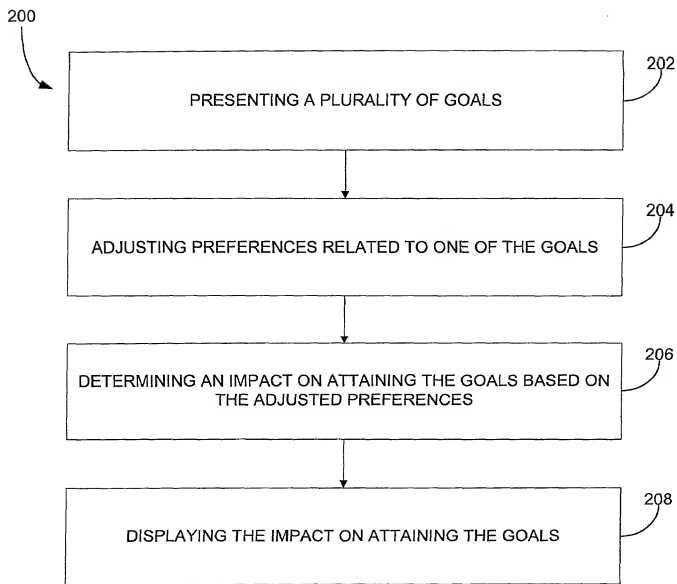 200
202
PRESENTING A PLURALITY OF GOALS
204
ADJUSTING PREFERENCES RELATED TO ONE OF THE GOALS
206
DETERMINING AN IMPACT ON ATTAINING THE GOALS BASED ON
THE ADJUSTED PREFERENCES
208
DISPLAYING THE IMPACT ON ATTAINING THE GOALS